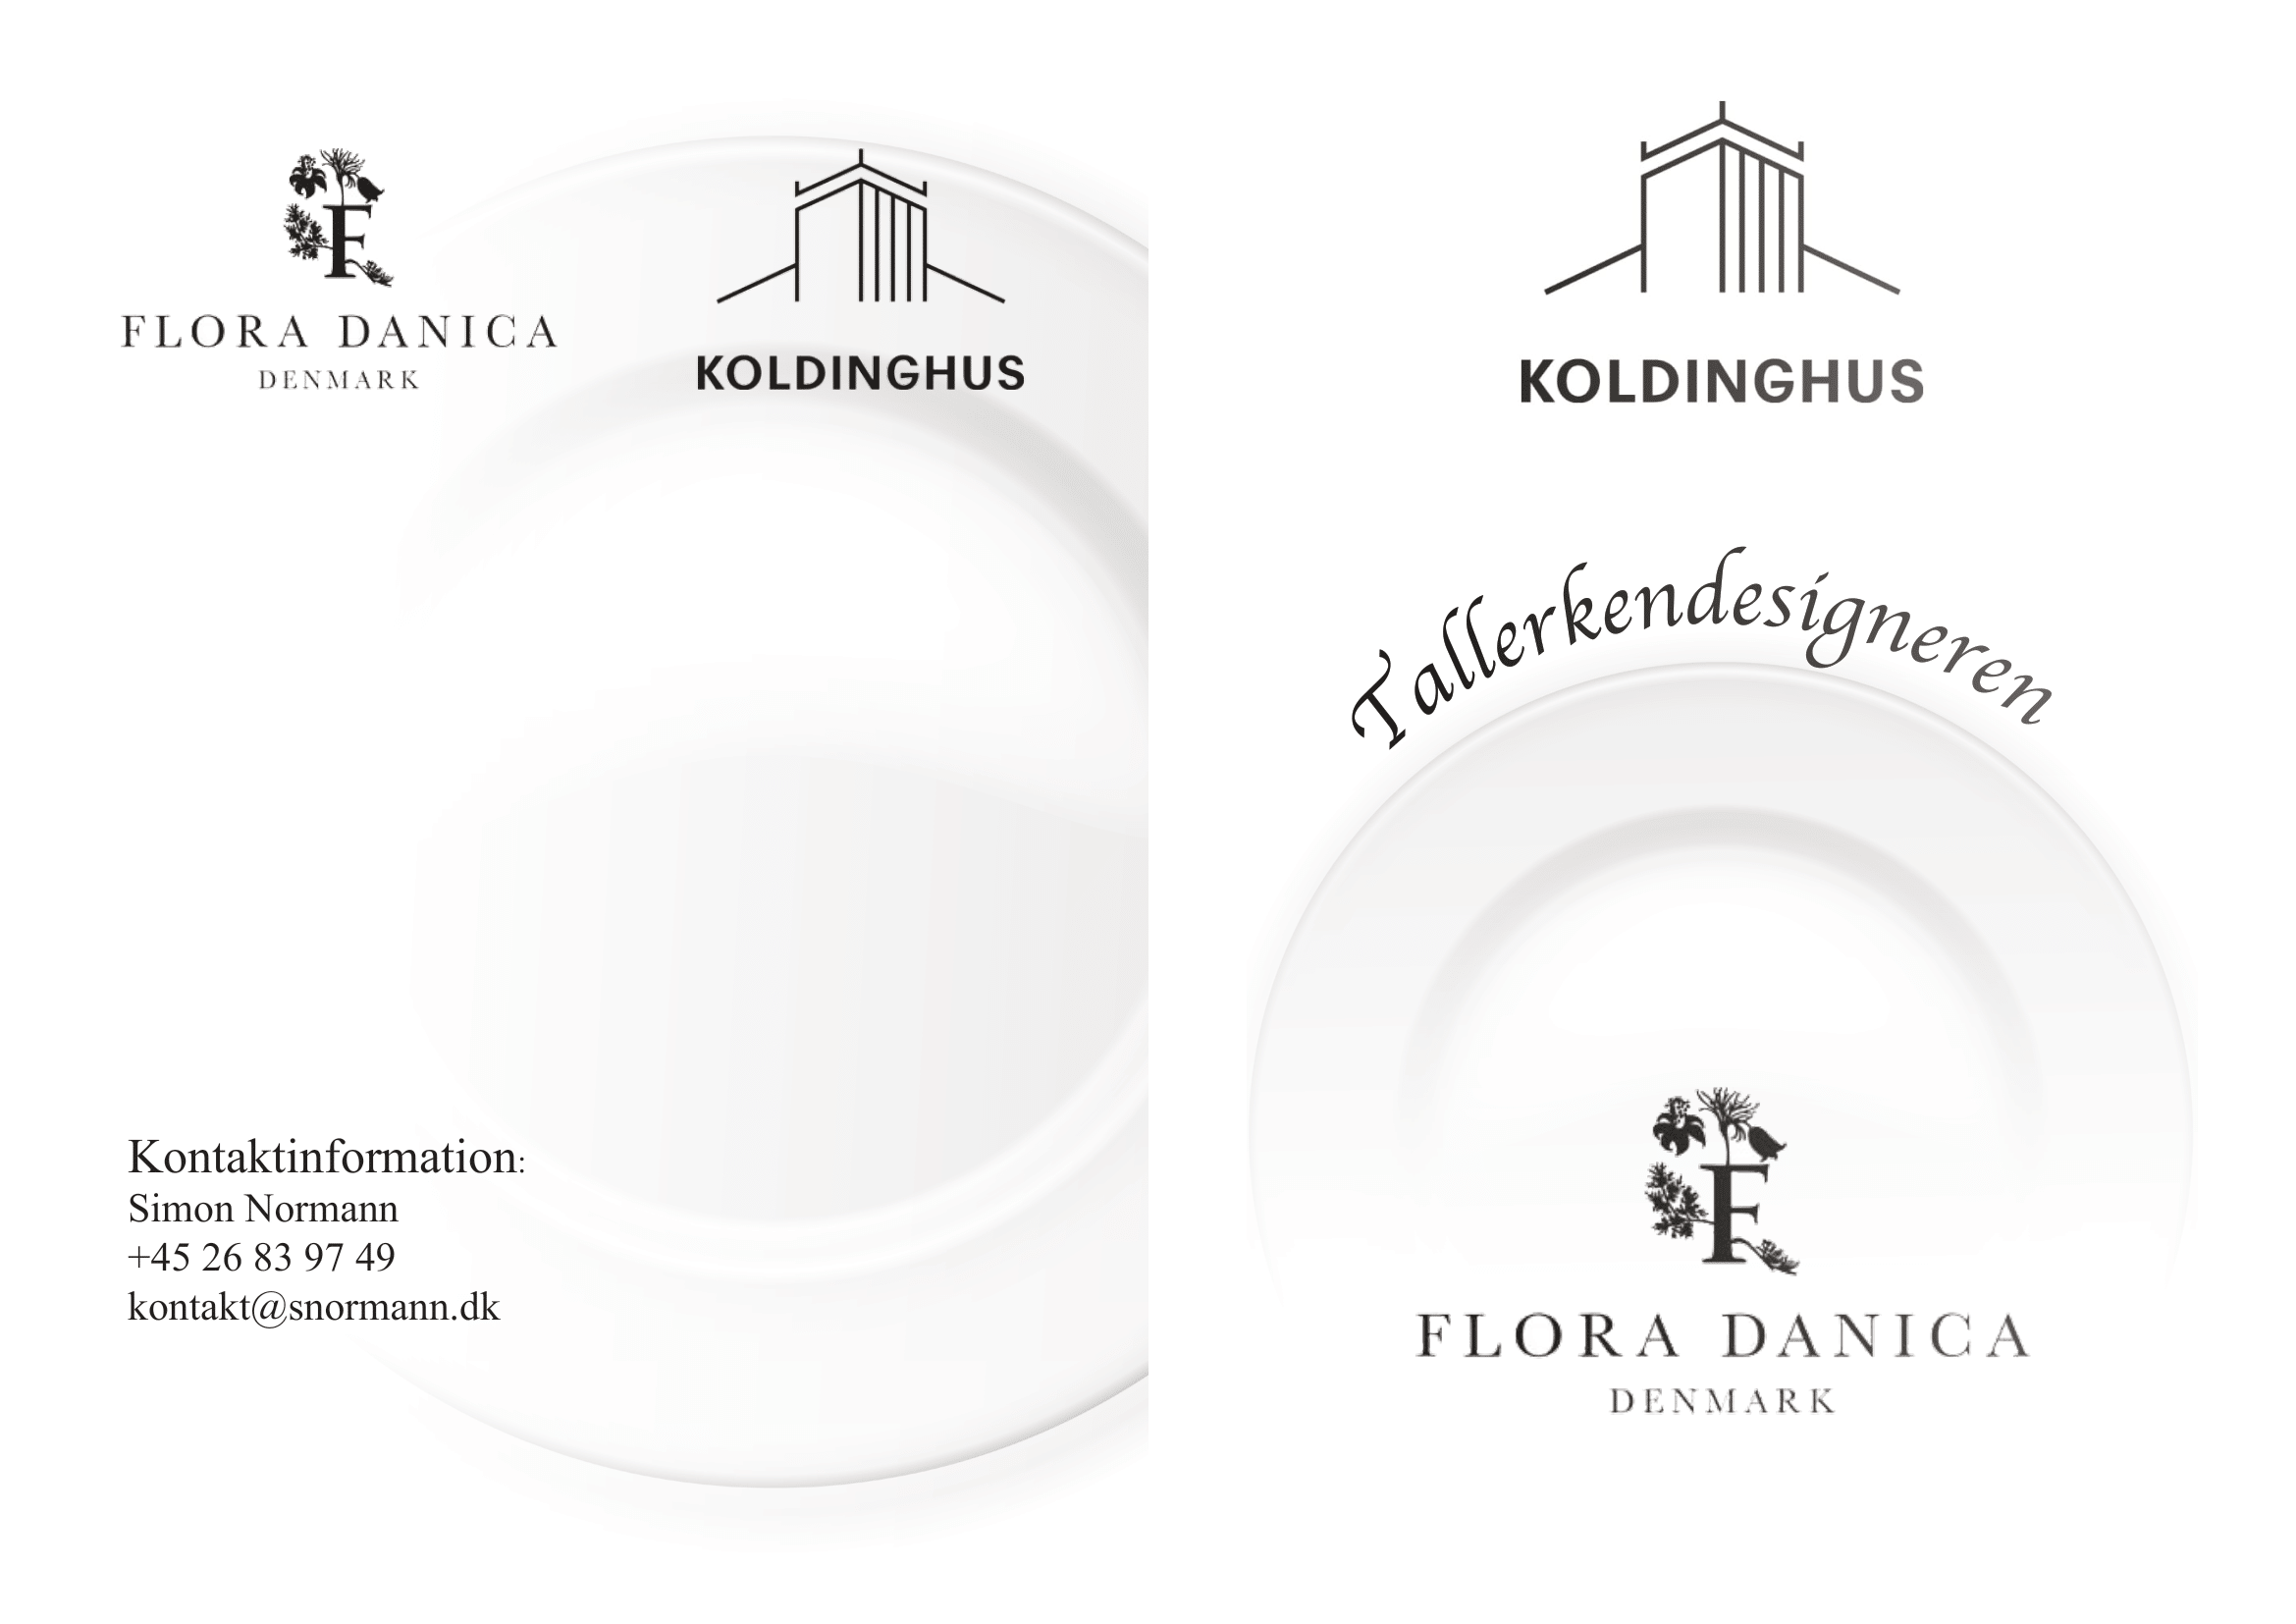 FLORA DANICA
DENMARK
KOLDINGHUS
Kontaktinformation:
Simon Normann
+45 26 83 97 49
kontakt@snormann.dk
KOLDINGHUS
Tallerkendesigneren
F
FLORA DANICA
DENMARK